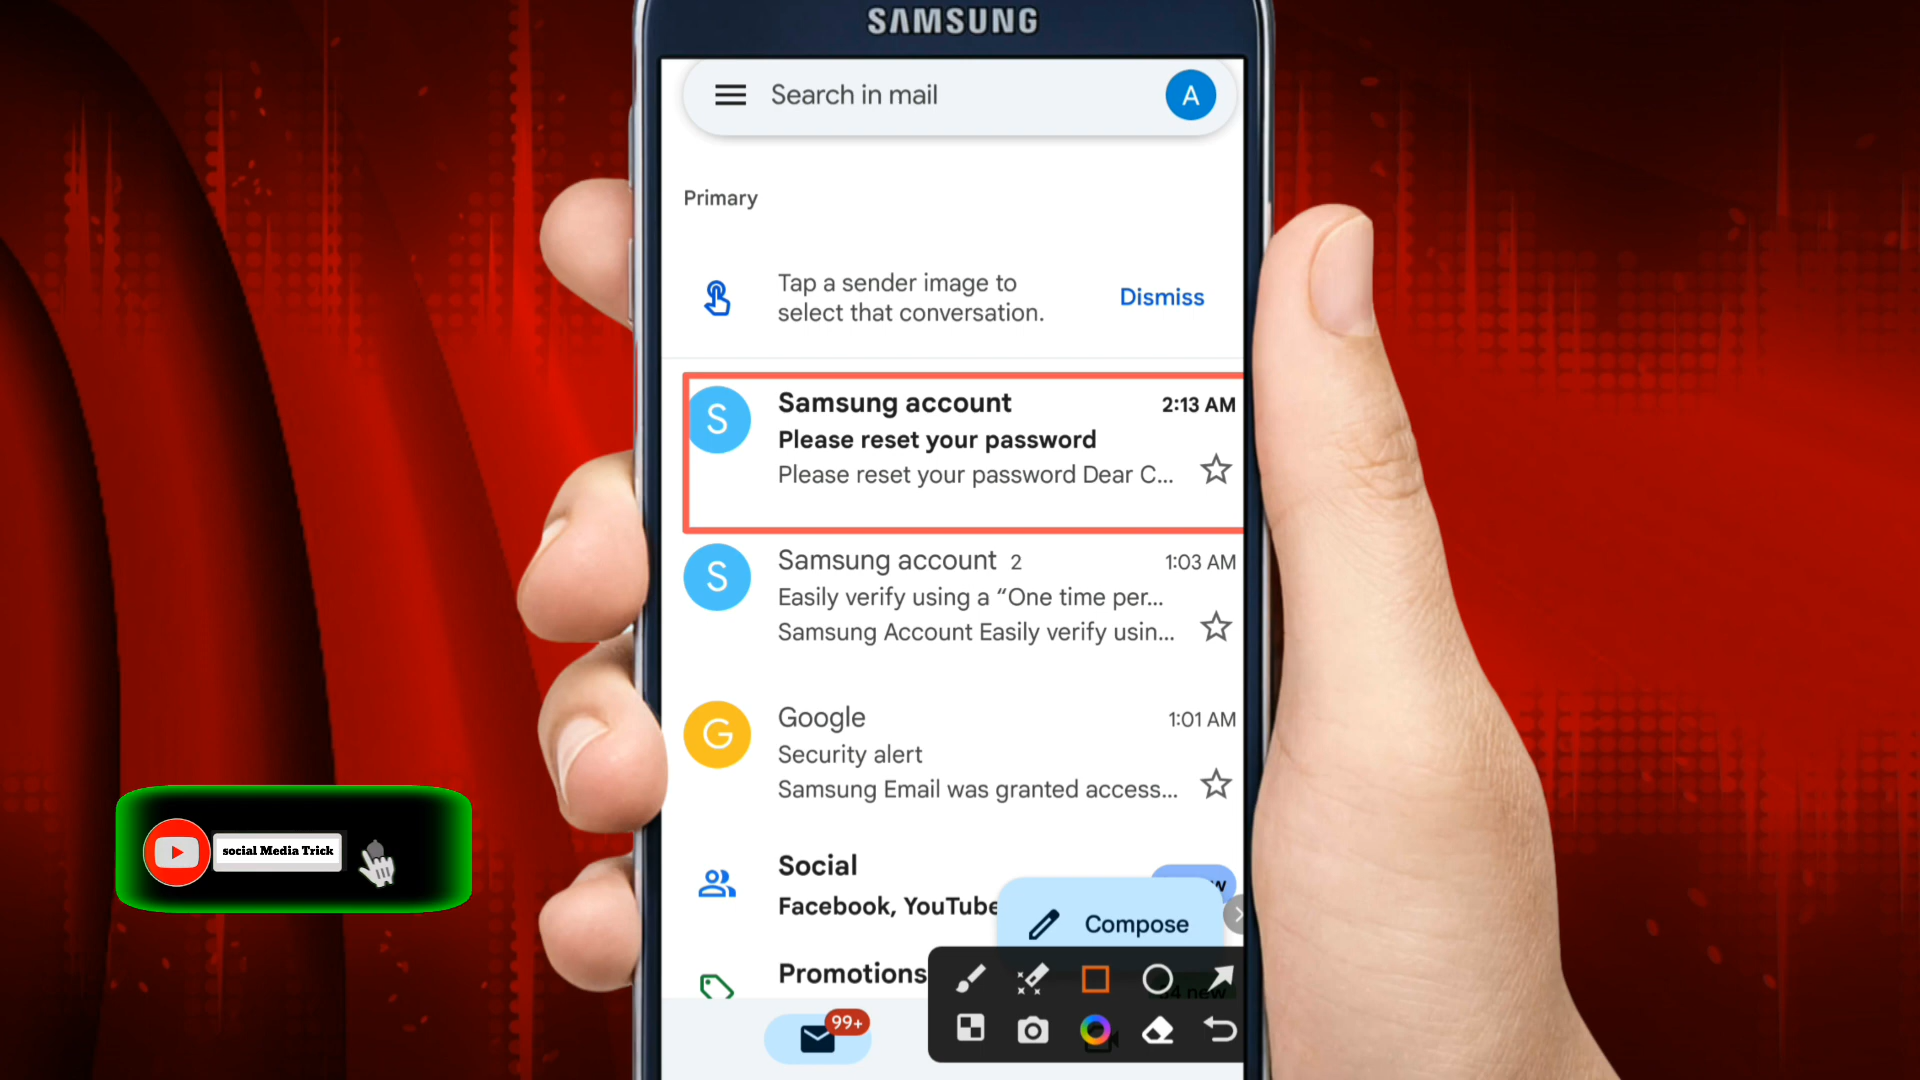 SAMSUNG
Search in mail
A
Primary
Tap a sender image to
select that conversation.
Dismiss
S
Samsung account
2:13 AM
Please reset your password
Please reset your password Dear C...
S
Samsung account 2
1:03 AM
Easily verify using a “One time per...
Samsung Account Easily verify usin...
G
Google
1:01 AM
Security alert
Samsung Email was granted access...
Social
Facebook, YouTube
Compose
Promotions
new
99+
social Media Trick